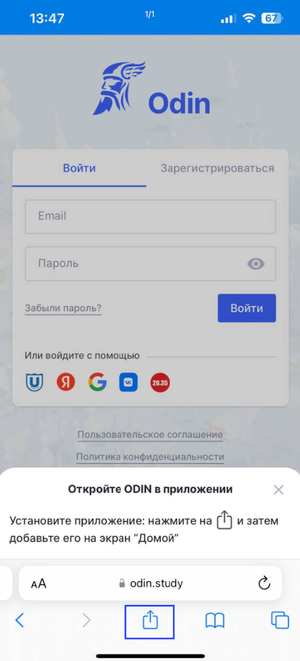 13:47
1/1
67
Odin
Войти
Зарегистрироваться
Email
Пароль
Забыли пароль?
Войти
Или войдите с помощью
U
Я
G
20.35
Пользовательское соглашение
Политика конфиденциальности
Откройте ODIN в приложении
Установите приложение: нажмите на и затем
добавьте его на экран “Домой”
AA
odin.study